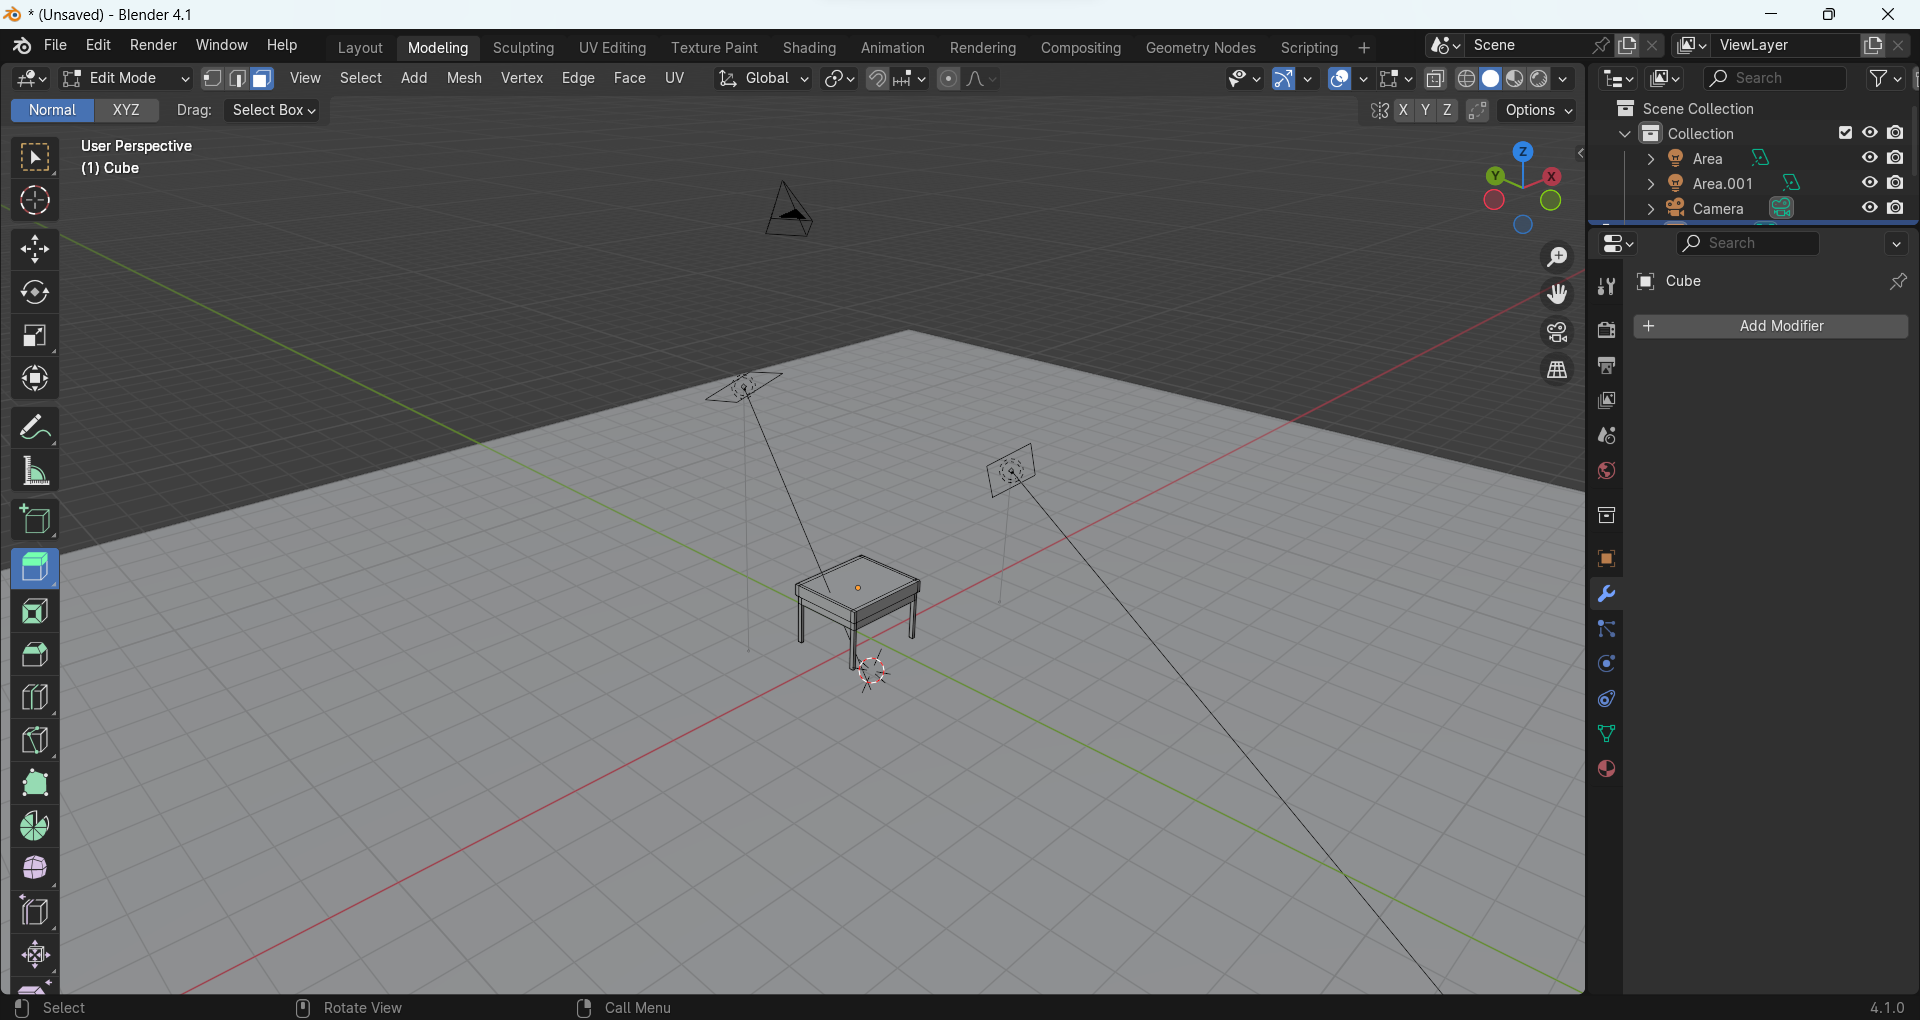 * (Unsaved) - Blender 4.1
File Edit Render Window Help Layout Modeling Sculpting UV Editing Texture Paint Shading Animation Rendering Compositing Geometry Nodes Scripting + Scene ViewLayer
Edit Mode View Select Add Mesh Vertex Edge Face UV Global Search
Normal XYZ Drag: Select Box X Y Z Options
Scene Collection
Collection
User Perspective
(1) Cube
Z
Y X
Area
Area.001
Camera
Search
Cube
+ Add Modifier
Select Rotate View Call Menu 4.1.0